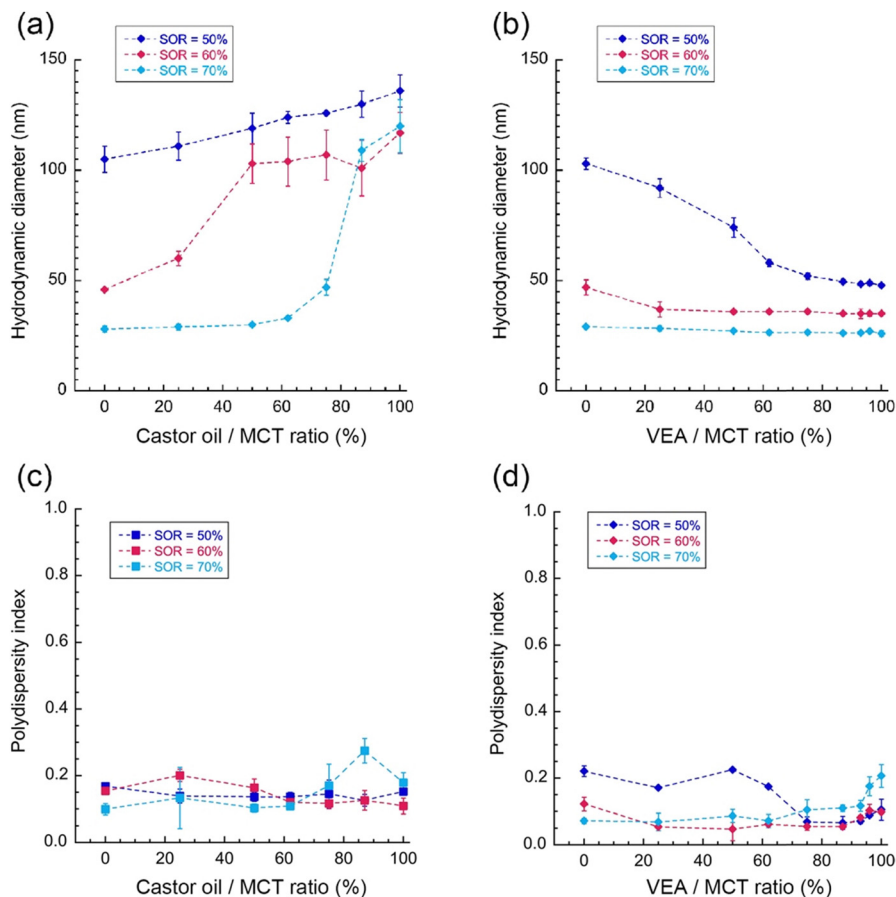 (a)
SOR = 50%
SOR = 60%
SOR = 70%
150
100
50
0
Hydrodynamic diameter (nm)
0 20 40 60 80 100
Castor oil / MCT ratio (%)
(b)
SOR = 50%
SOR = 60%
SOR = 70%
150
100
50
0
Hydrodynamic diameter (nm)
0 20 40 60 80 100
VEA / MCT ratio (%)
(c)
SOR = 50%
SOR = 60%
SOR = 70%
1.0
0.8
0.6
0.4
0.2
0.0
Polydispersity index
0 20 40 60 80 100
Castor oil / MCT ratio (%)
(d)
SOR = 50%
SOR = 60%
SOR = 70%
1.0
0.8
0.6
0.4
0.2
0.0
Polydispersity index
0 20 40 60 80 100
VEA / MCT ratio (%)